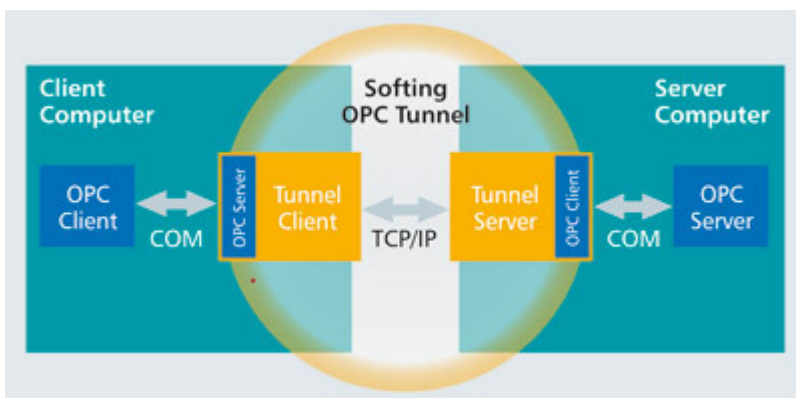 Client
Computer
Softing
OPC Tunnel
Server
Computer
OPC
Client
COM
OPC Server
Tunnel
Client
TCP/IP
Tunnel
Server
OPC Client
COM
OPC
Server